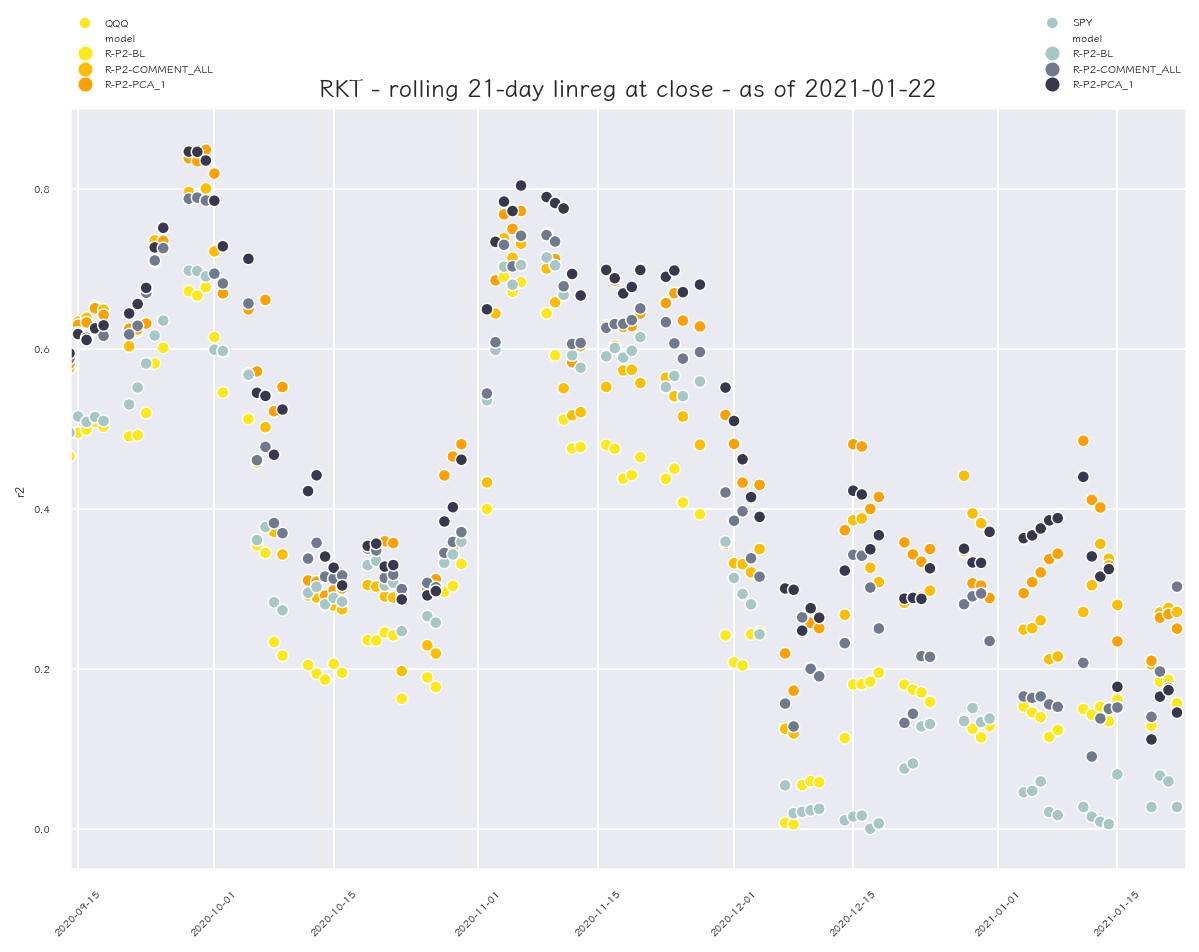 QQQ
model
R-P2-BL
R-P2-COMMENT_ALL
R-P2-PCA_1
SPY
model
R-P2-BL
R-P2-COMMENT_ALL
R-P2-PCA_1
RKT - rolling 21-day linreg at close - as of 2021-01-22
0.8
0.6
0.4
0.2
0.0
r2
2020-09-15
2020-10-01
2020-10-15
2020-11-01
2020-11-15
2020-12-01
2020-12-15
2021-01-01
2021-01-15